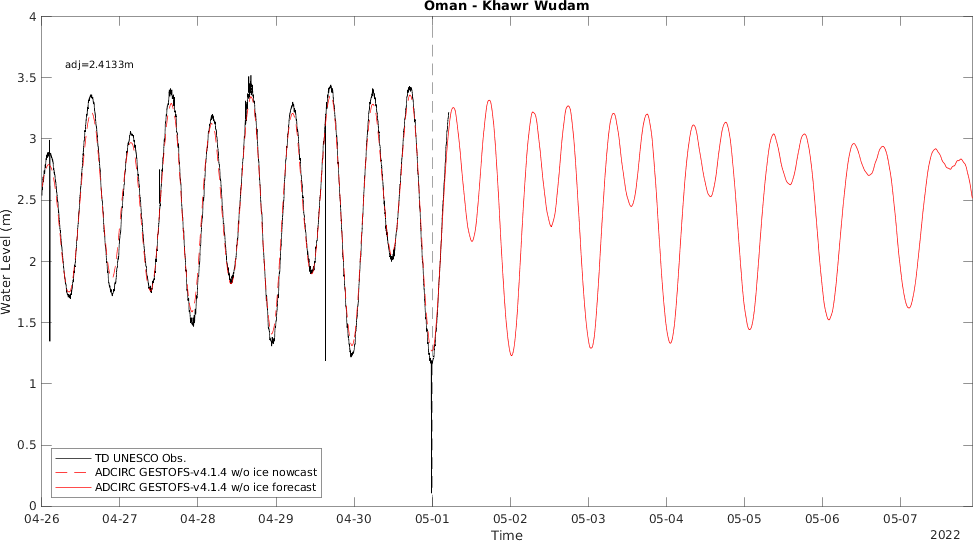 Oman - Khawr Wudam
4
adj=2.4133m
3.5
3
2.5
2
1.5
1
0.5
0
Water Level (m)
TD UNESCO Obs.
ADCIRC GESTOFS-v4.1.4 w/o ice nowcast
ADCIRC GESTOFS-v4.1.4 w/o ice forecast
04-26 04-27 04-28 04-29 04-30 05-01 05-02 05-03 05-04 05-05 05-06 05-07
Time
2022